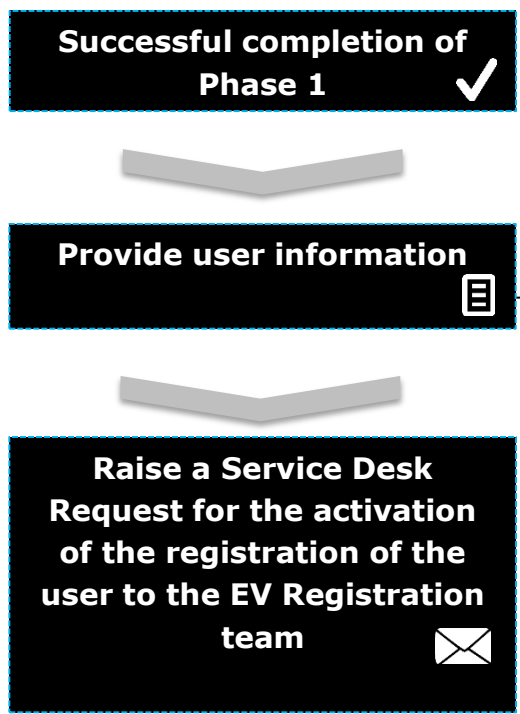 Successful completion of
Phase 1
Provide user information
Raise a Service Desk
Request for the activation
of the registration of the
user to the EV Registration
team